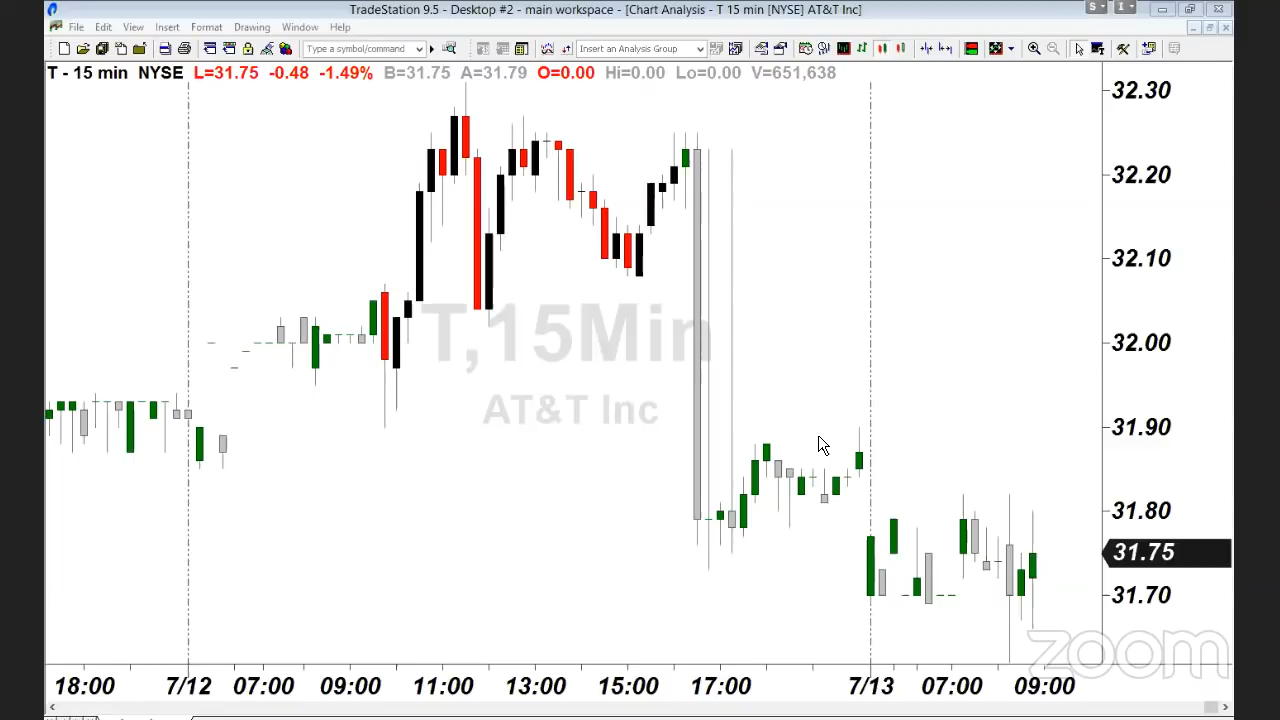 TradeStation 9.5 - Desktop #2 - main workspace - [Chart Analysis - T 15 min [NYSE] AT&T Inc]
S I
File Edit View Insert Format Drawing Window Help
Type a symbol/command Insert an Analysis Group
T - 15 min NYSE L=31.75 -0.48 -1.49% B=31.75 A=31.79 O=0.00 Hi=0.00 Lo=0.00 V=651,638
32.30
32.20
32.10
32.00
31.90
31.80
31.75
31.70
T,15Min
AT&T Inc
zoom
18:00 7/12 07:00 09:00 11:00 13:00 15:00 17:00 7/13 07:00 09:00